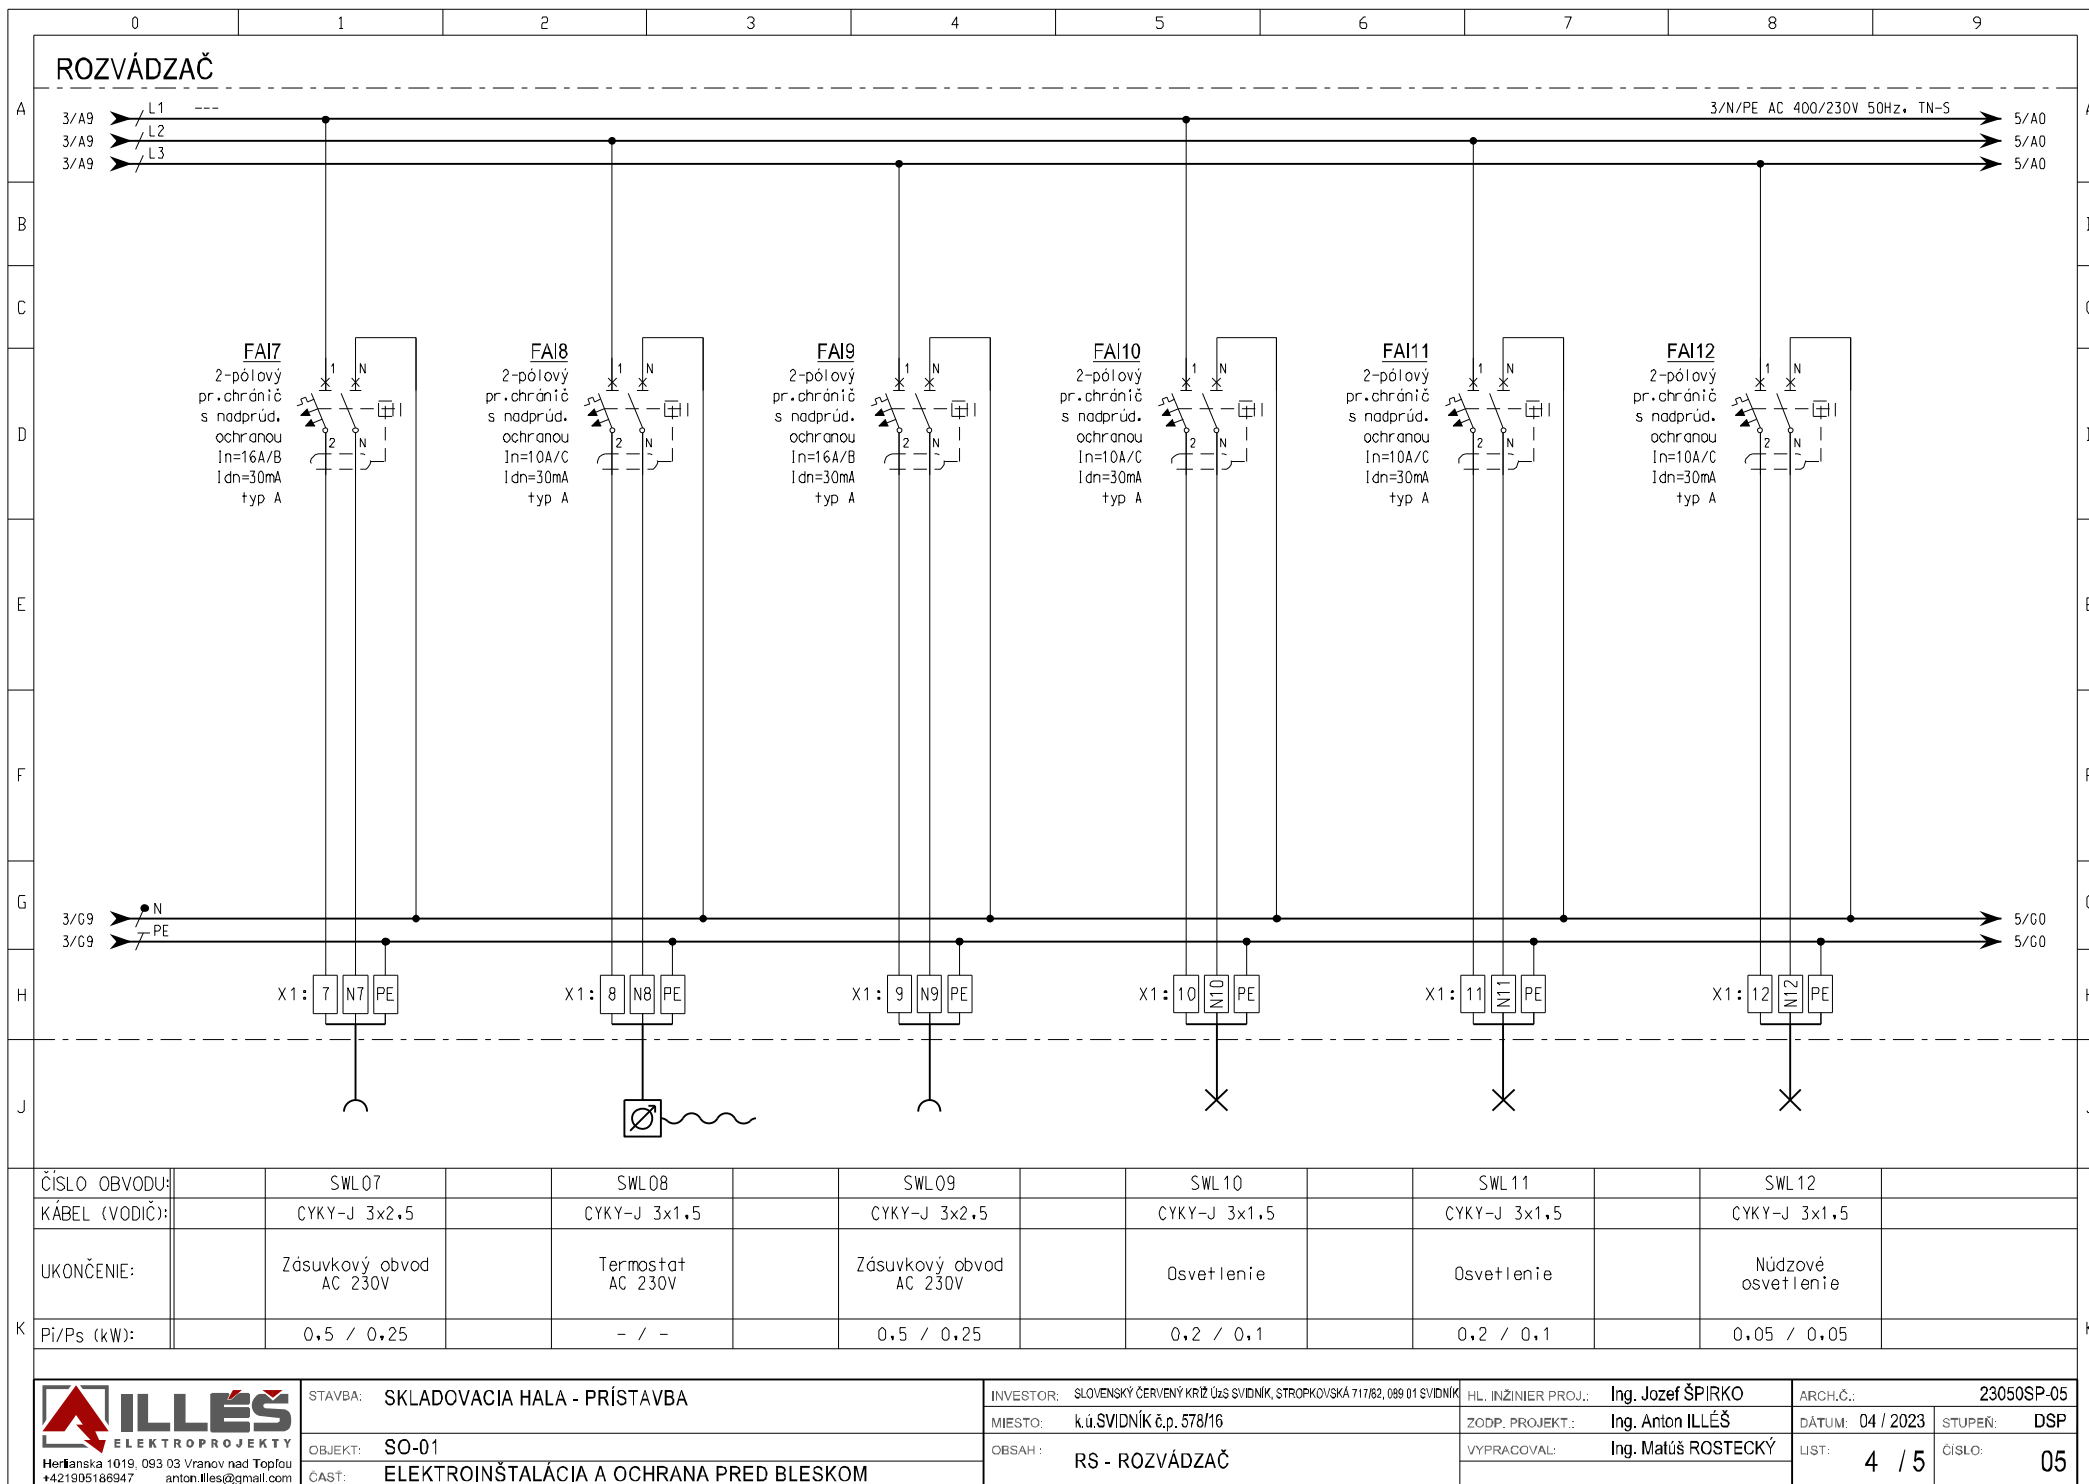 0 1 2 3 4 5 6 7 8 9
ROZVÁDZAČ
A
3/A9 L1 --- 3/N/PE AC 400/230V 50Hz. TN-S 5/A0
3/A9 L2 5/A0
3/A9 L3 5/A0
B
C
D
FAI7
2-pólový
pr.chránič
s nadprúd.
ochranou
In=16A/B
Idn=30mA
typ A
1 N
2 N
FAI8
2-pólový
pr.chránič
s nadprúd.
ochranou
In=10A/C
Idn=30mA
typ A
1 N
2 N
FAI9
2-pólový
pr.chránič
s nadprúd.
ochranou
In=16A/B
Idn=30mA
typ A
1 N
2 N
FAI10
2-pólový
pr.chránič
s nadprúd.
ochranou
In=10A/C
Idn=30mA
typ A
1 N
2 N
FAI11
2-pólový
pr.chránič
s nadprúd.
ochranou
In=10A/C
Idn=30mA
typ A
1 N
2 N
FAI12
2-pólový
pr.chránič
s nadprúd.
ochranou
In=10A/C
Idn=30mA
typ A
1 N
2 N
E
F
G
3/G9 N 5/G0
3/G9 PE 5/G0
H
X1: 7 N7 PE X1: 8 N8 PE X1: 9 N9 PE X1: 10 N10 PE X1: 11 N11 PE X1: 12 N12 PE
J
ČÍSLO OBVODU: SWL07 SWL08 SWL09 SWL10 SWL11 SWL12
KÁBEL (VODIČ): CYKY-J 3x2.5 CYKY-J 3x1.5 CYKY-J 3x2.5 CYKY-J 3x1.5 CYKY-J 3x1.5 CYKY-J 3x1.5
UKONČENIE: Zásuvkový obvod AC 230V Termostat AC 230V Zásuvkový obvod AC 230V Osvetlenie Osvetlenie Núdzové osvetlenie
K
Pi/Ps (kW): 0.5 / 0.25 - / - 0.5 / 0.25 0.2 / 0.1 0.2 / 0.1 0.05 / 0.05
ILLÉŠ
ELEKTROPROJEKTY
Herlianska 1019, 093 03 Vranov nad Topľou
+421905186947 anton.illes@gmail.com
STAVBA: SKLADOVACIA HALA - PRÍSTAVBA
OBJEKT: SO-01
ČASŤ: ELEKTROINŠTALÁCIA A OCHRANA PRED BLESKOM
INVESTOR: SLOVENSKÝ ČERVENÝ KRÍŽ ÚzS SVIDNÍK, STROPKOVSKÁ 717/82, 089 01 SVIDNÍK
MIESTO: k.ú.SVIDNÍK č.p. 578/16
OBSAH: RS - ROZVÁDZAČ
HL. INŽINIER PROJ.: Ing. Jozef ŠPIRKO
ZODP. PROJEKT.: Ing. Anton ILLÉŠ
VYPRACOVAL: Ing. Matúš ROSTECKÝ
ARCH.Č.: 23050SP-05
DÁTUM: 04 / 2023 STUPEŇ: DSP
LIST: 4 / 5 ČÍSLO: 05